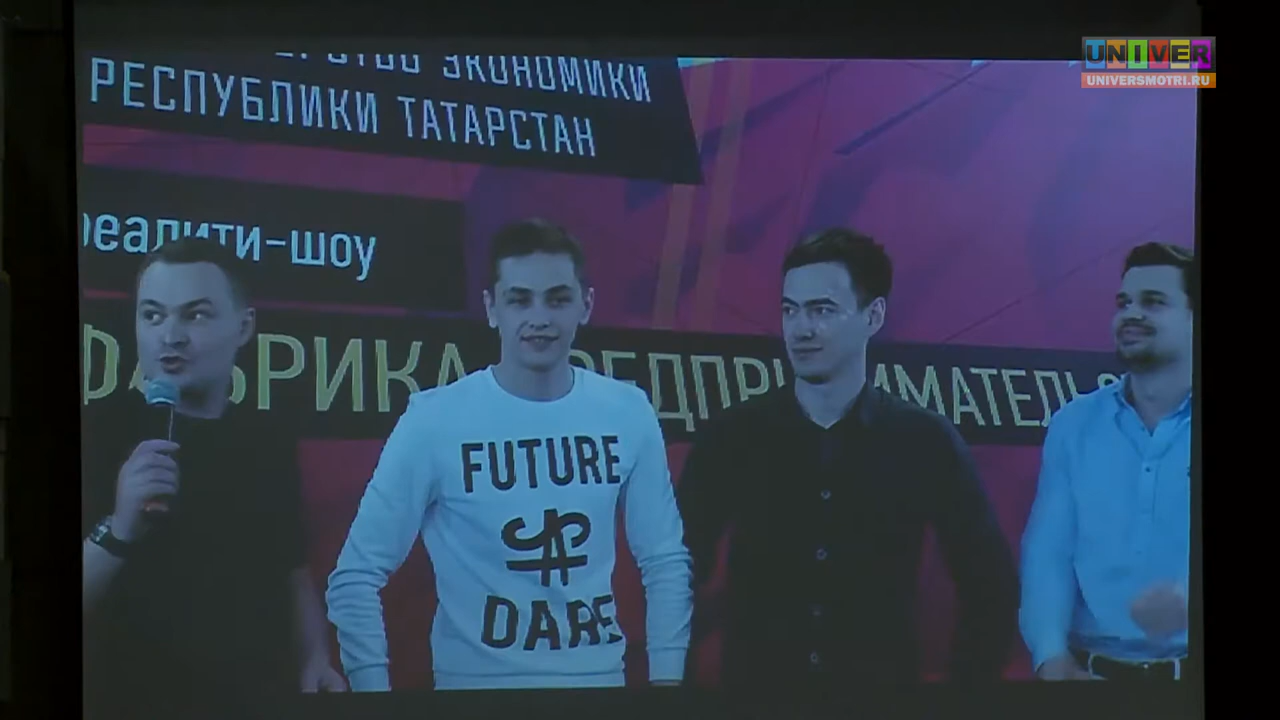 UNIVER
UNIVERSMOTRI.RU
ЭКОНОМИКИ
РЕСПУБЛИКИ ТАТАРСТАН
реалити-шоу
ФАБРИКА
FUTURE
DARE